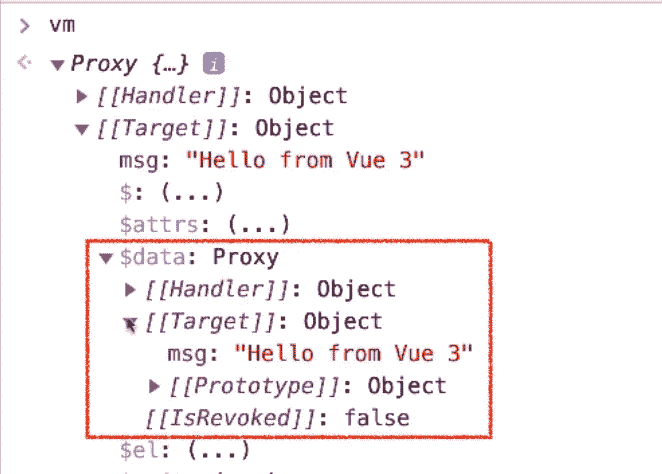 > vm
Proxy {…} i
[[Handler]]: Object
[[Target]]: Object
msg: "Hello from Vue 3"
$: (...)
$attrs: (...)
$data: Proxy
[[Handler]]: Object
[[Target]]: Object
msg: "Hello from Vue 3"
[[Prototype]]: Object
[[IsRevoked]]: false
$el: (...)